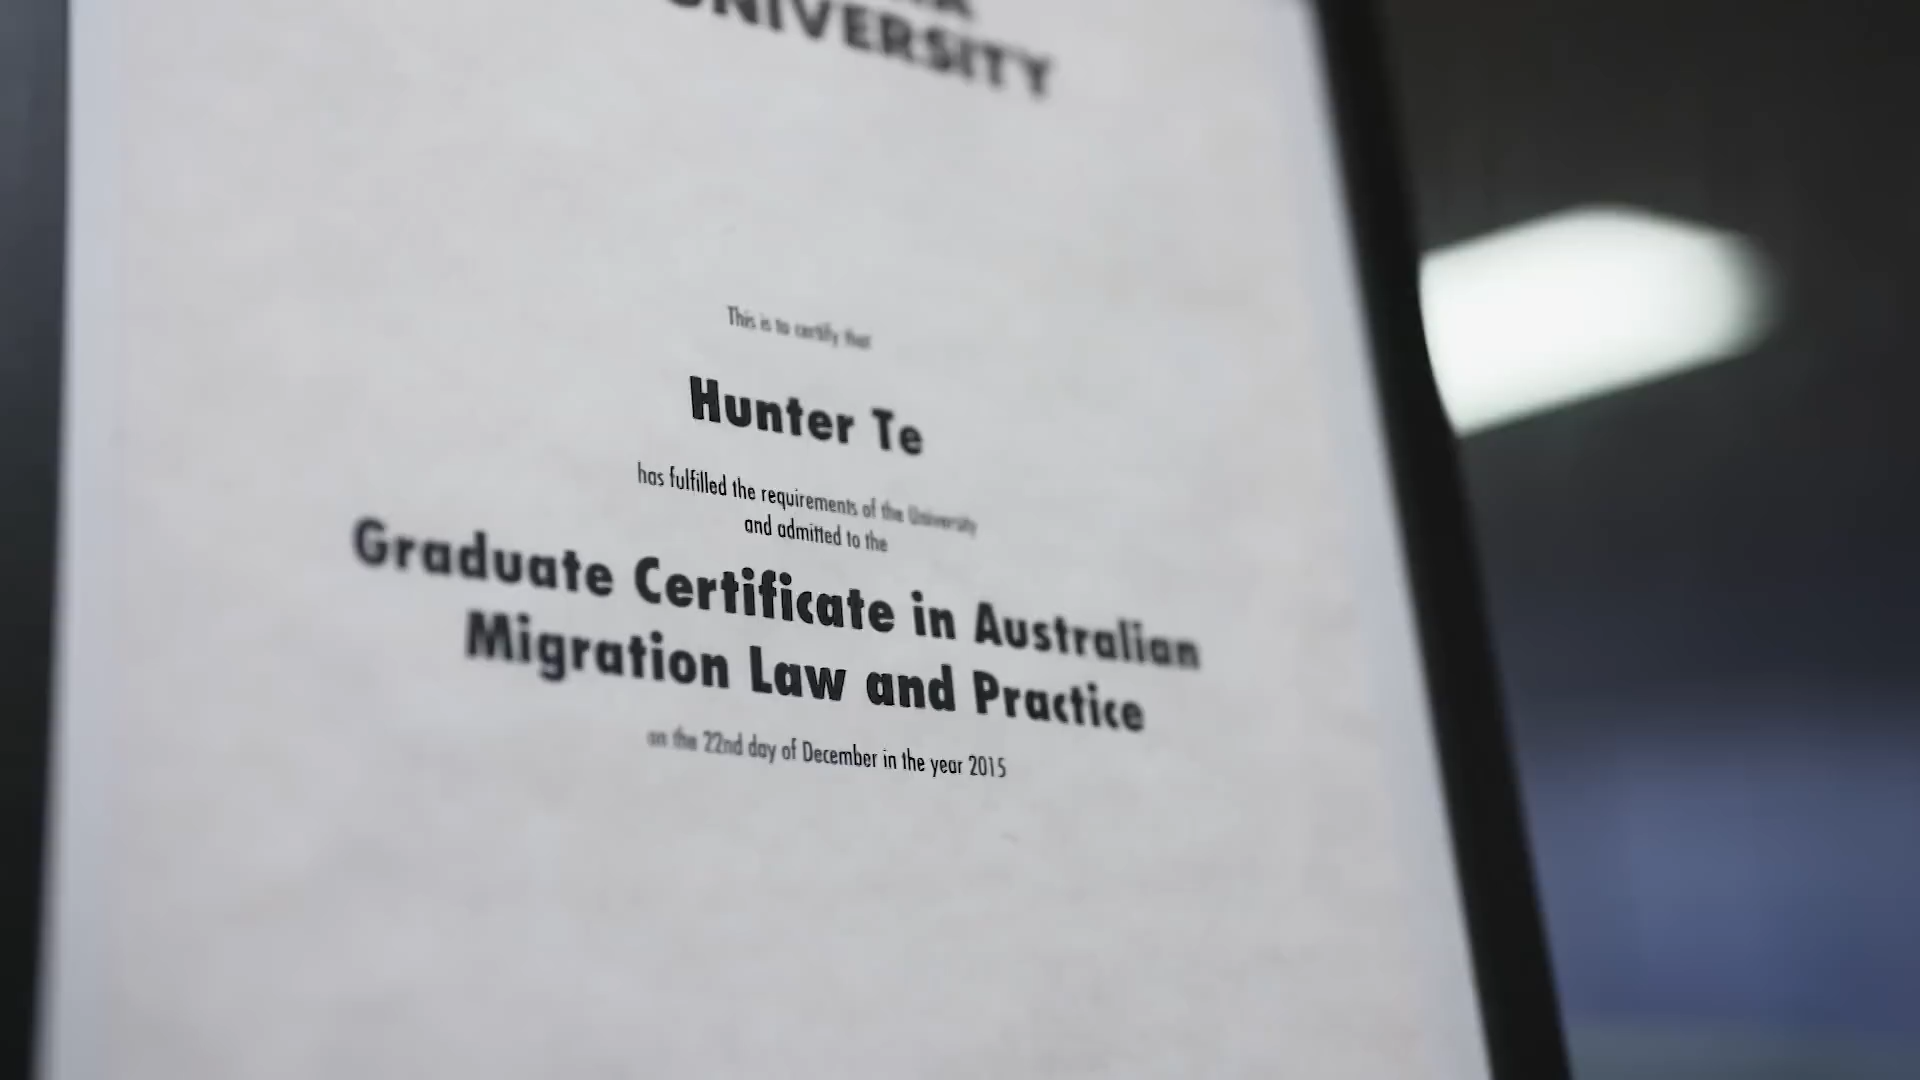 UNIVERSITY
This is to certify that
Hunter Te
has fulfilled the requirements of the University
and admitted to the
Graduate Certificate in Australian
Migration Law and Practice
on the 22nd day of December in the year 2015